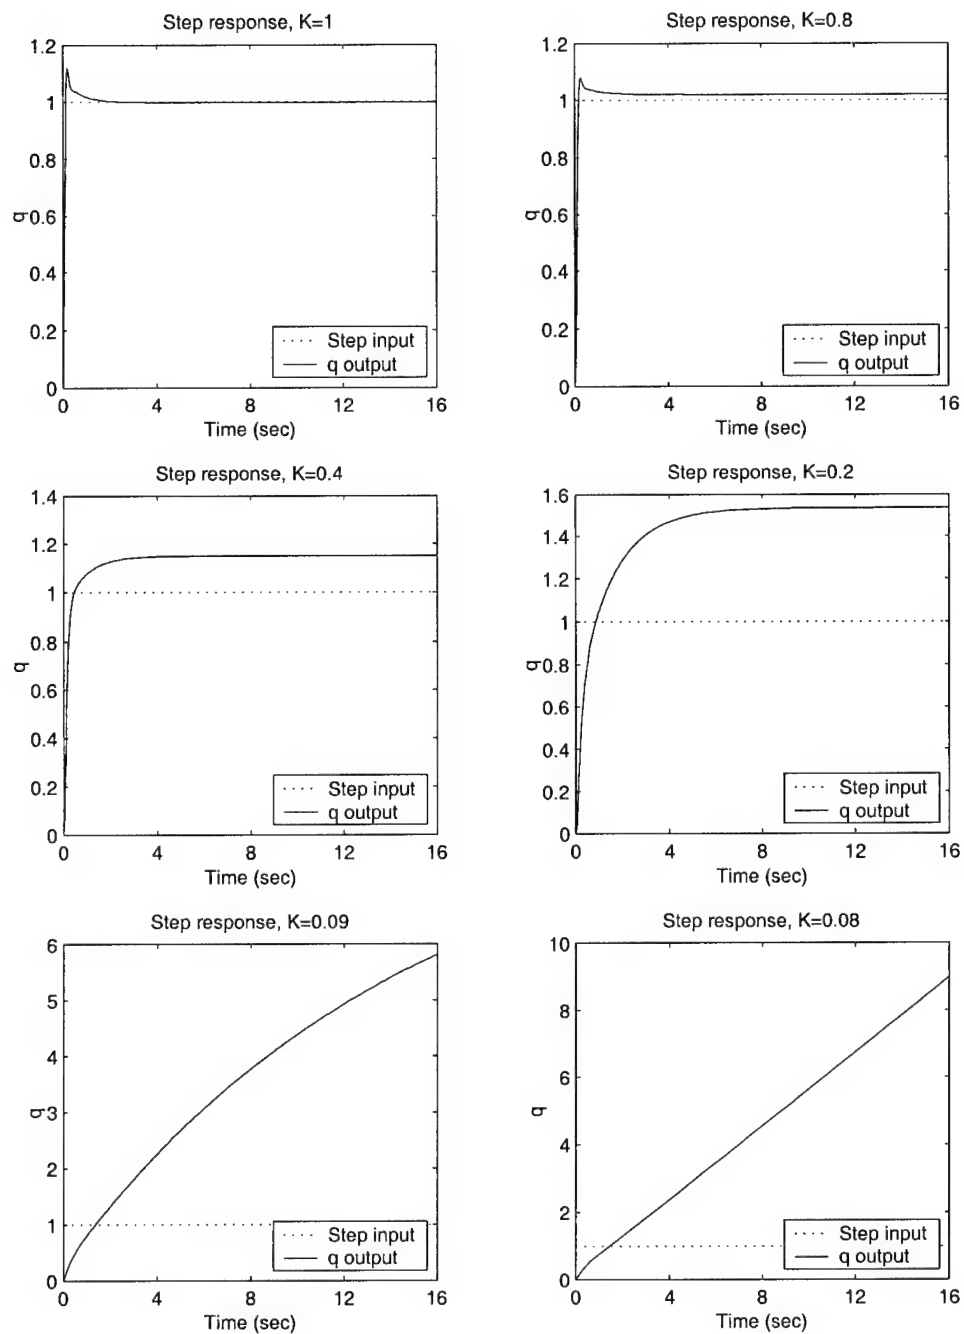 Step response, K=1
1.2
1
0.8
q
0.6
0.4
0.2
0
Step input
q output
0 4 8 12 16
Time (sec)
Step response, K=0.8
1.2
1
0.8
q
0.6
0.4
0.2
0
Step input
q output
0 4 8 12 16
Time (sec)
Step response, K=0.4
1.4
1.2
1
0.8
q
0.6
0.4
0.2
0
Step input
q output
0 4 8 12 16
Time (sec)
Step response, K=0.2
1.6
1.4
1.2
1
q
0.8
0.6
0.4
0.2
0
Step input
q output
0 4 8 12 16
Time (sec)
Step response, K=0.09
6
5
4
q
3
2
1
0
Step input
q output
0 4 8 12 16
Time (sec)
Step response, K=0.08
10
8
6
q
4
2
0
Step input
q output
0 4 8 12 16
Time (sec)